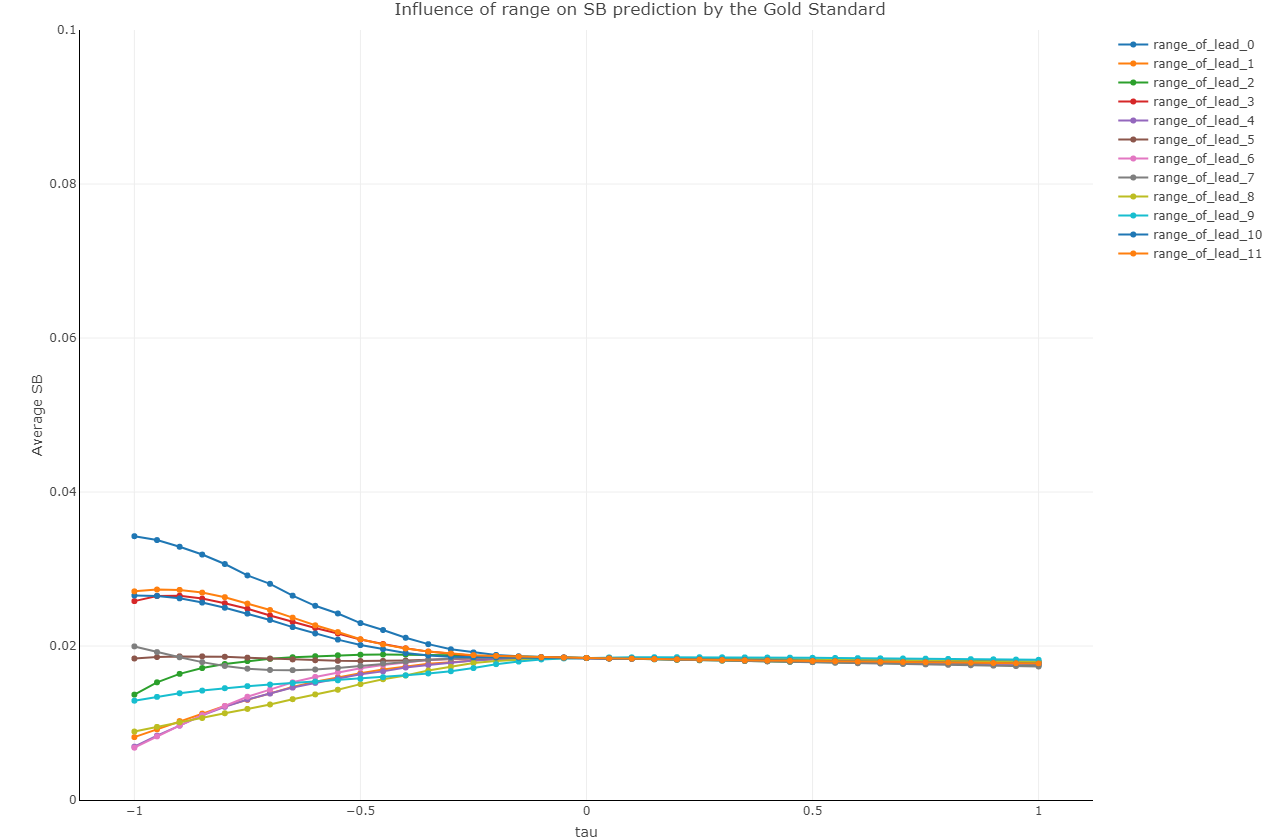 Influence of range on SB prediction by the Gold Standard
0.1
0.08
0.06
0.04
0.02
0
Average SB
−1
−0.5
0
0.5
1
tau
range_of_lead_0
range_of_lead_1
range_of_lead_2
range_of_lead_3
range_of_lead_4
range_of_lead_5
range_of_lead_6
range_of_lead_7
range_of_lead_8
range_of_lead_9
range_of_lead_10
range_of_lead_11